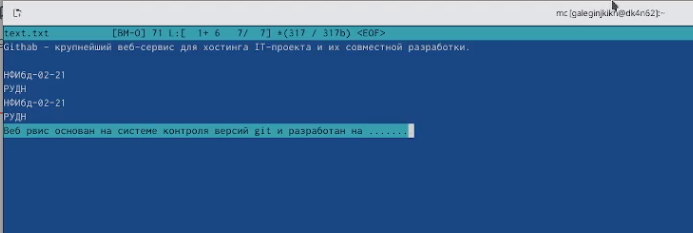 mc [galeginjkikh@dk4n62]:~
text.txt [BM-O] 71 L:[ 1+ 6 7/ 7] *(317 / 317b) <EOF>
Githab - крупнейший веб-сервис для хостинга IT-проекта и их совместной разработки.
НФИбд-02-21
РУДН
НФИбд-02-21
РУДН
Веб рвис основан на системе контроля версий git и разработан на .......